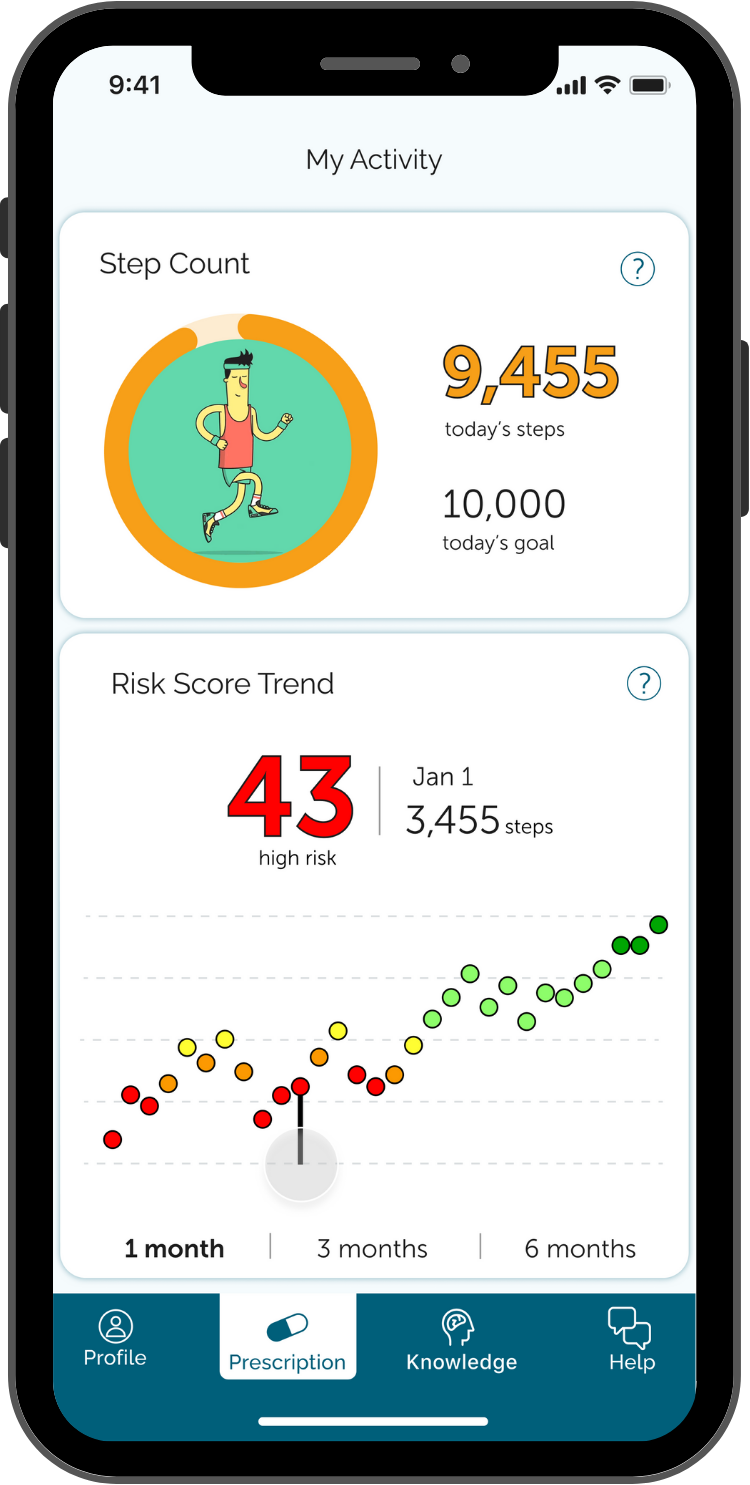 9:41
My Activity
Step Count
?
9,455
today's steps
10,000
today's goal
Risk Score Trend
?
43
high risk
Jan 1
3,455 steps
1 month
3 months
6 months
Profile
Prescription
Knowledge
Help